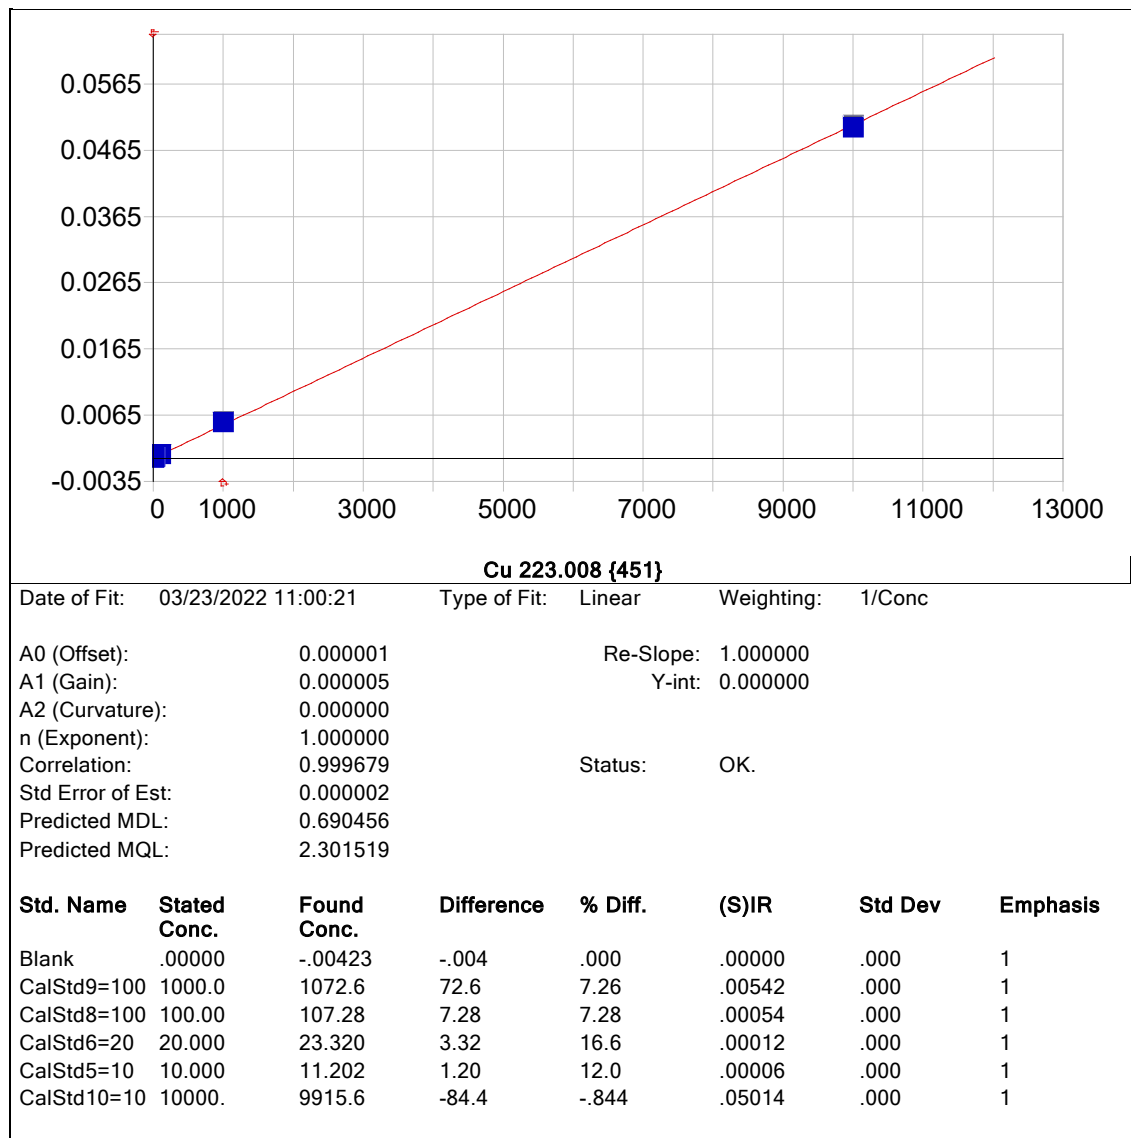 0.0565
0.0465
0.0365
0.0265
0.0165
0.0065
-0.0035
0 1000 3000 5000 7000 9000 11000 13000
Cu 223.008 {451}
Date of Fit: 03/23/2022 11:00:21 Type of Fit: Linear Weighting: 1/Conc
A0 (Offset): 0.000001 Re-Slope: 1.000000
A1 (Gain): 0.000005 Y-int: 0.000000
A2 (Curvature): 0.000000
n (Exponent): 1.000000
Correlation: 0.999679 Status: OK.
Std Error of Est: 0.000002
Predicted MDL: 0.690456
Predicted MQL: 2.301519
Std. Name Stated Found Difference % Diff. (S)IR Std Dev Emphasis
Conc. Conc.
Blank .00000 -.00423 -.004 .000 .00000 .000 1
CalStd9=100 1000.0 1072.6 72.6 7.26 .00542 .000 1
CalStd8=100 100.00 107.28 7.28 7.28 .00054 .000 1
CalStd6=20 20.000 23.320 3.32 16.6 .00012 .000 1
CalStd5=10 10.000 11.202 1.20 12.0 .00006 .000 1
CalStd10=10 10000. 9915.6 -84.4 -.844 .05014 .000 1